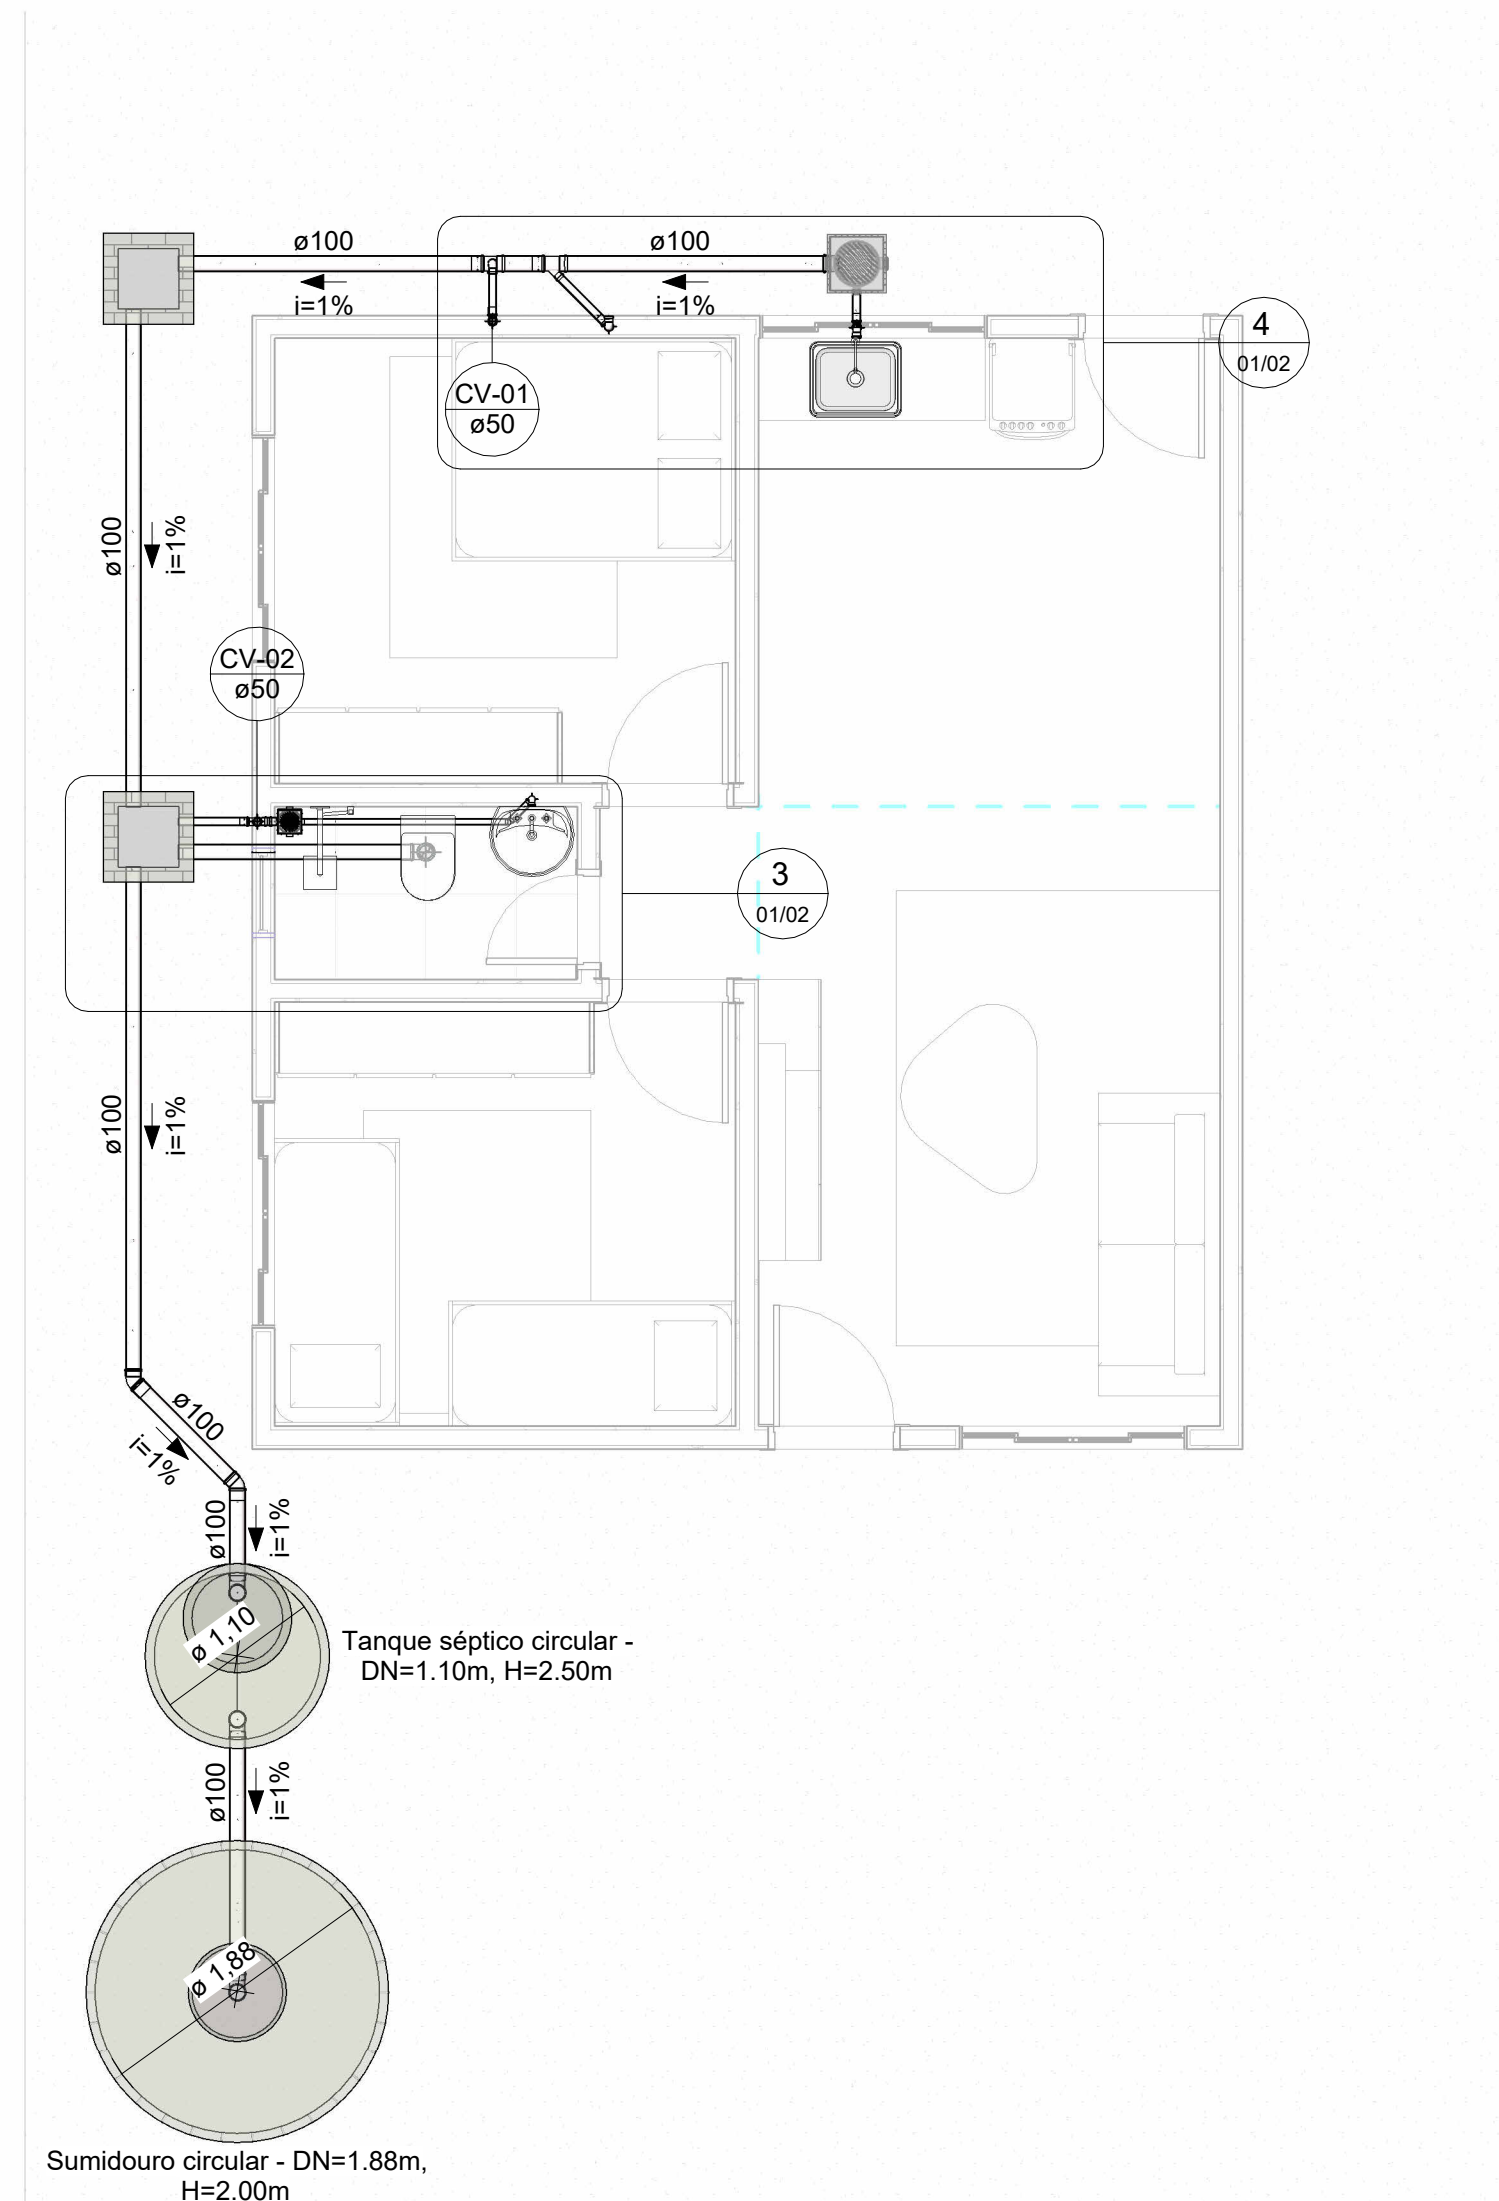 ø100
ø100
i=1%
i=1%
4
01/02
CV-01
ø50
ø100
i=1%
CV-02
ø50
3
01/02
ø100
i=1%
ø100
i=1%
ø100
i=1%
ø 1,10
Tanque séptico circular -
DN=1.10m, H=2.50m
ø100
i=1%
ø 1,88
Sumidouro circular - DN=1.88m,
H=2.00m